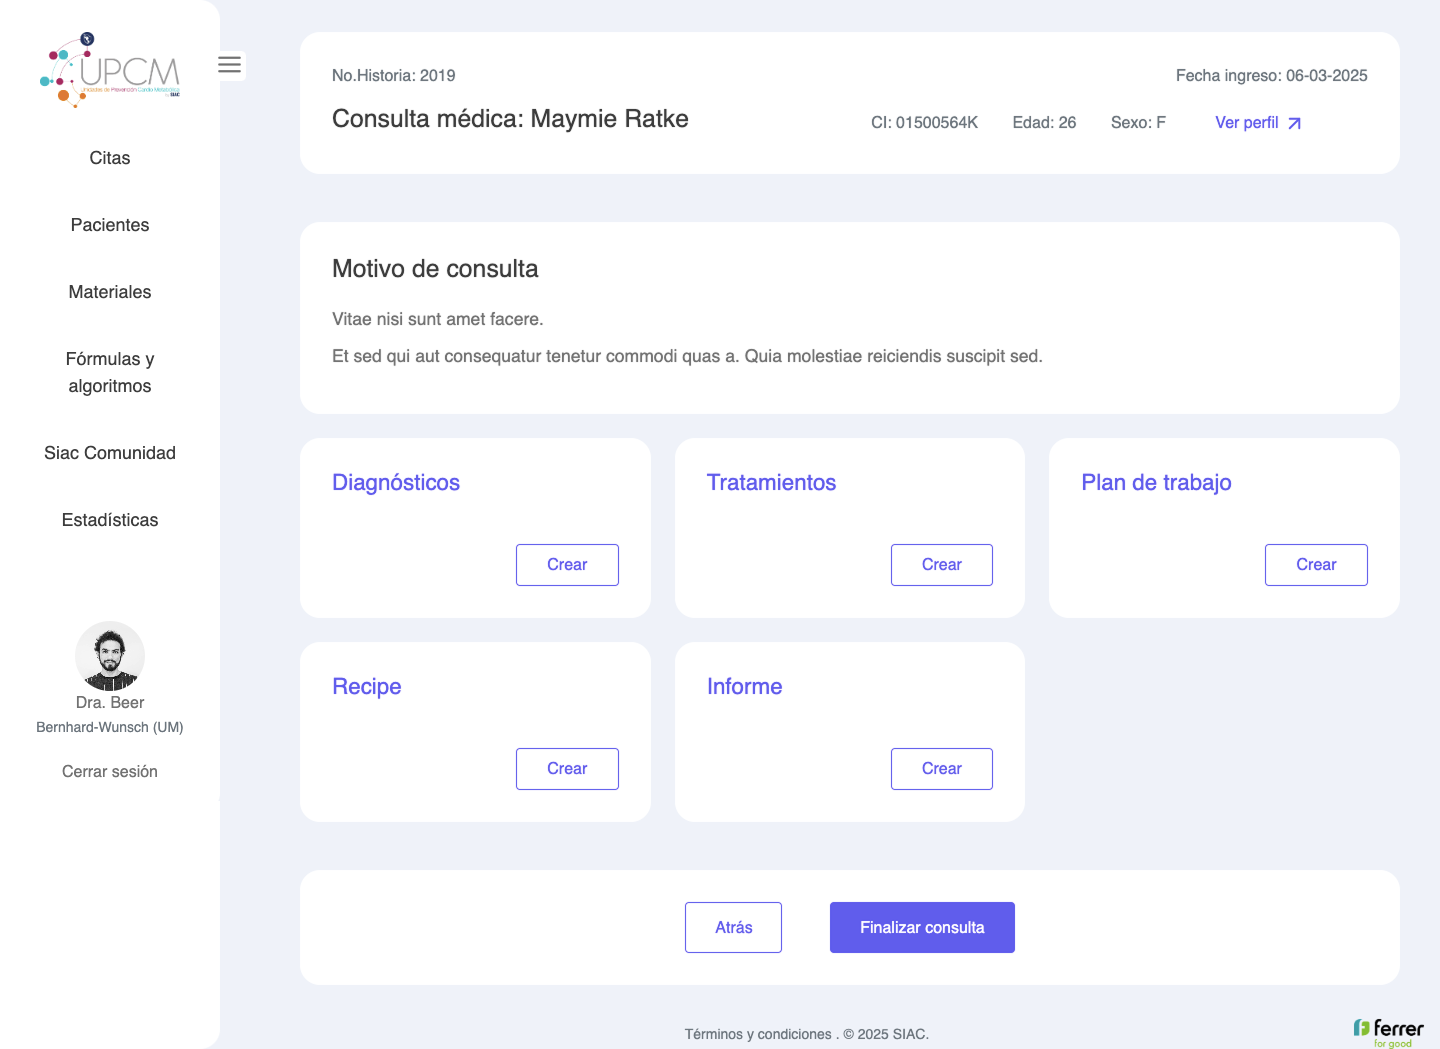 UPCM
Unidades de Prevención Cardio Metabólica
by SIAC
Citas
Pacientes
Materiales
Fórmulas y
algoritmos
Siac Comunidad
Estadísticas
Dra. Beer
Bernhard-Wunsch (UM)
Cerrar sesión
No.Historia: 2019
Fecha ingreso: 06-03-2025
Consulta médica: Maymie Ratke
CI: 01500564K
Edad: 26
Sexo: F
Ver perfil
Motivo de consulta
Vitae nisi sunt amet facere.
Et sed qui aut consequatur tenetur commodi quas a. Quia molestiae reiciendis suscipit sed.
Diagnósticos
Crear
Tratamientos
Crear
Plan de trabajo
Crear
Recipe
Crear
Informe
Crear
Atrás
Finalizar consulta
Términos y condiciones . © 2025 SIAC.
ferrer
for good